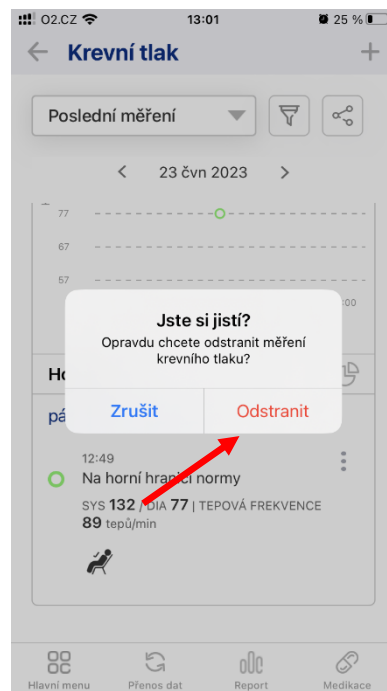 O2.CZ 13:01 25 %
Krevní tlak
Poslední měření
23 čvn 2023
77
67
57
:00
Jste si jistí?
Opravdu chcete odstranit měření
krevního tlaku?
Zrušit Odstranit
12:49
Na horní hranici normy
SYS 132 / DIA 77 | TEPOVÁ FREKVENCE
89 tepů/min
Hlavní menu Přenos dat Report Medikace